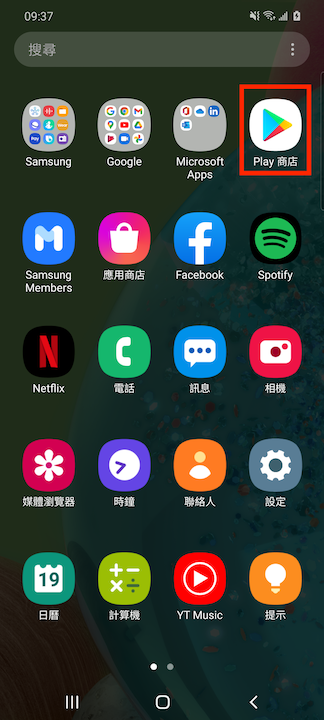 09:37
搜尋
Samsung
Google
Microsoft
Apps
Play 商店
Samsung
Members
應用商店
Facebook
Spotify
Netflix
電話
訊息
相機
媒體瀏覽器
時鐘
聯絡人
設定
19
日曆
計算機
YT Music
提示